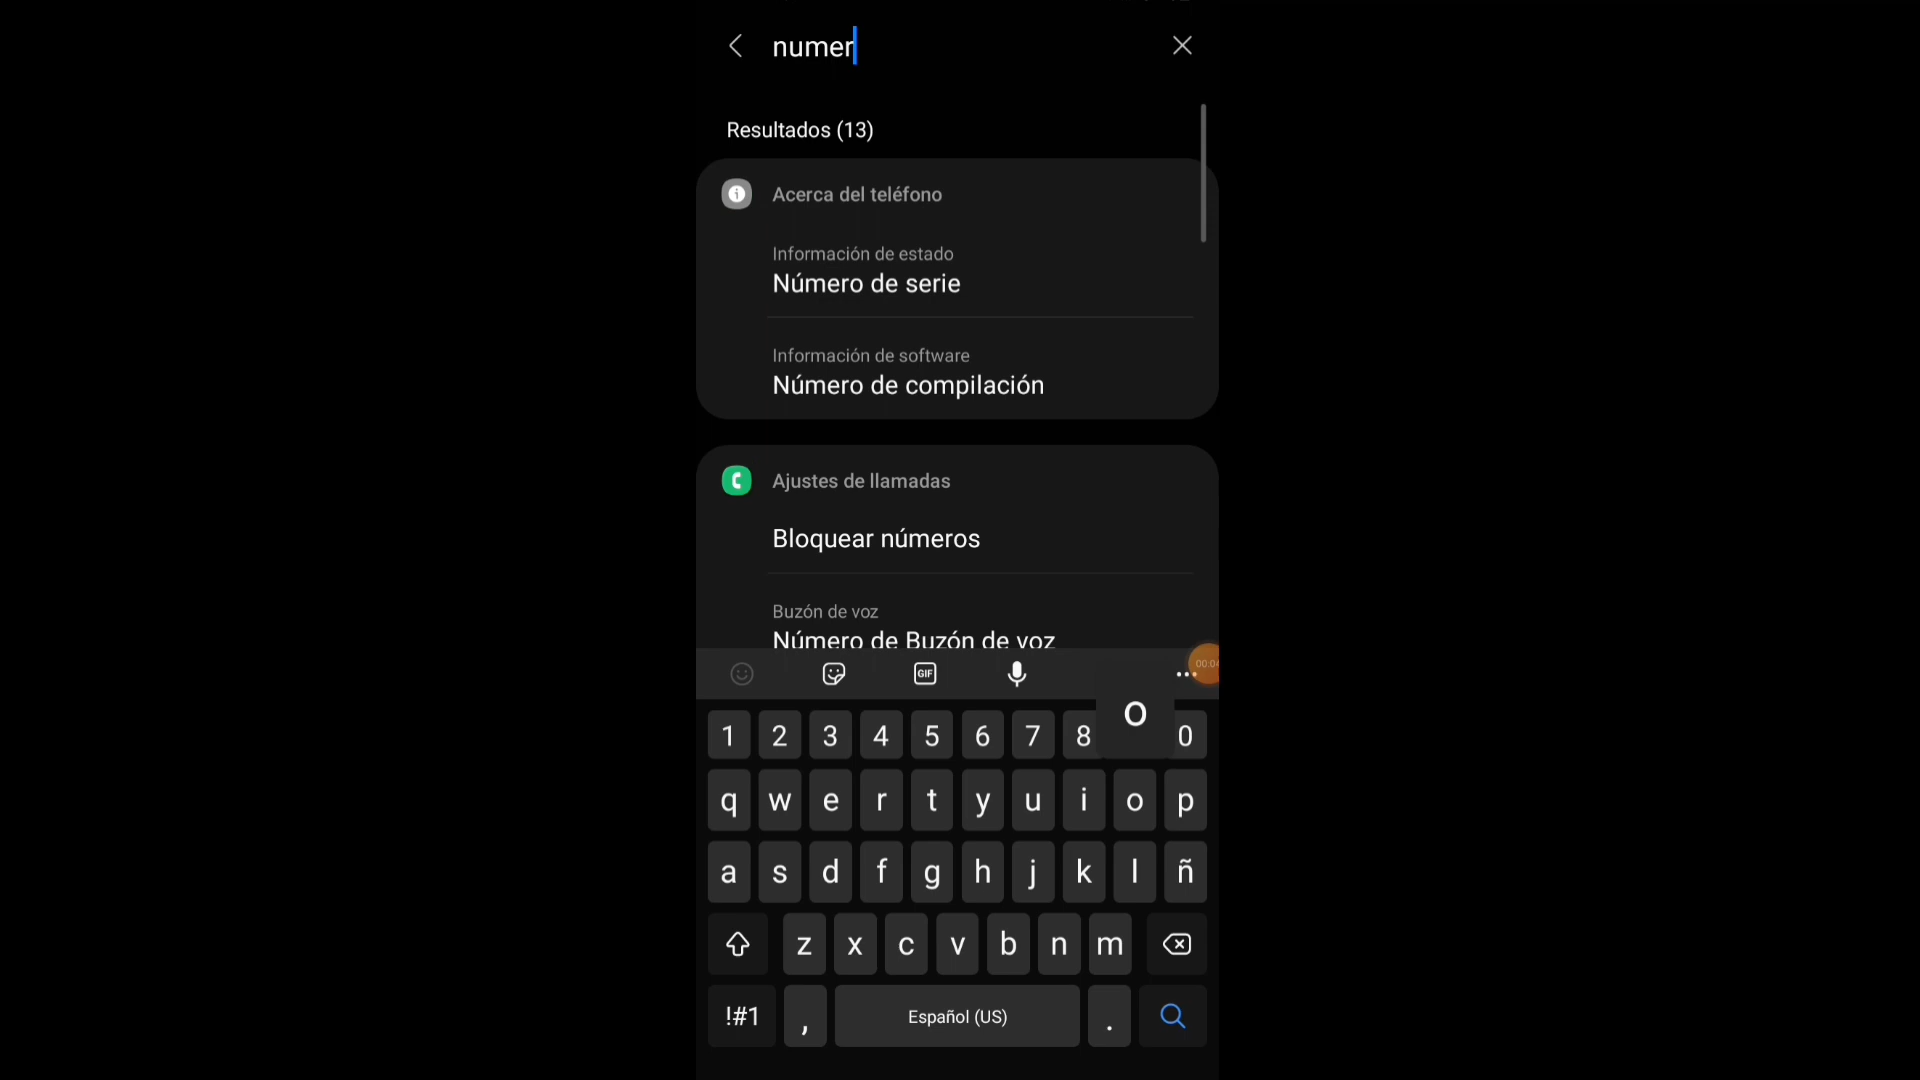 numer
Resultados (13)
Acerca del teléfono
Información de estado
Número de serie
Información de software
Número de compilación
Ajustes de llamadas
Bloquear números
Buzón de voz
Número de Buzón de voz
GIF
00:04
o
1 2 3 4 5 6 7 8 0
q w e r t y u i o p
a s d f g h j k l ñ
z x c v b n m
!#1 , Español (US) .